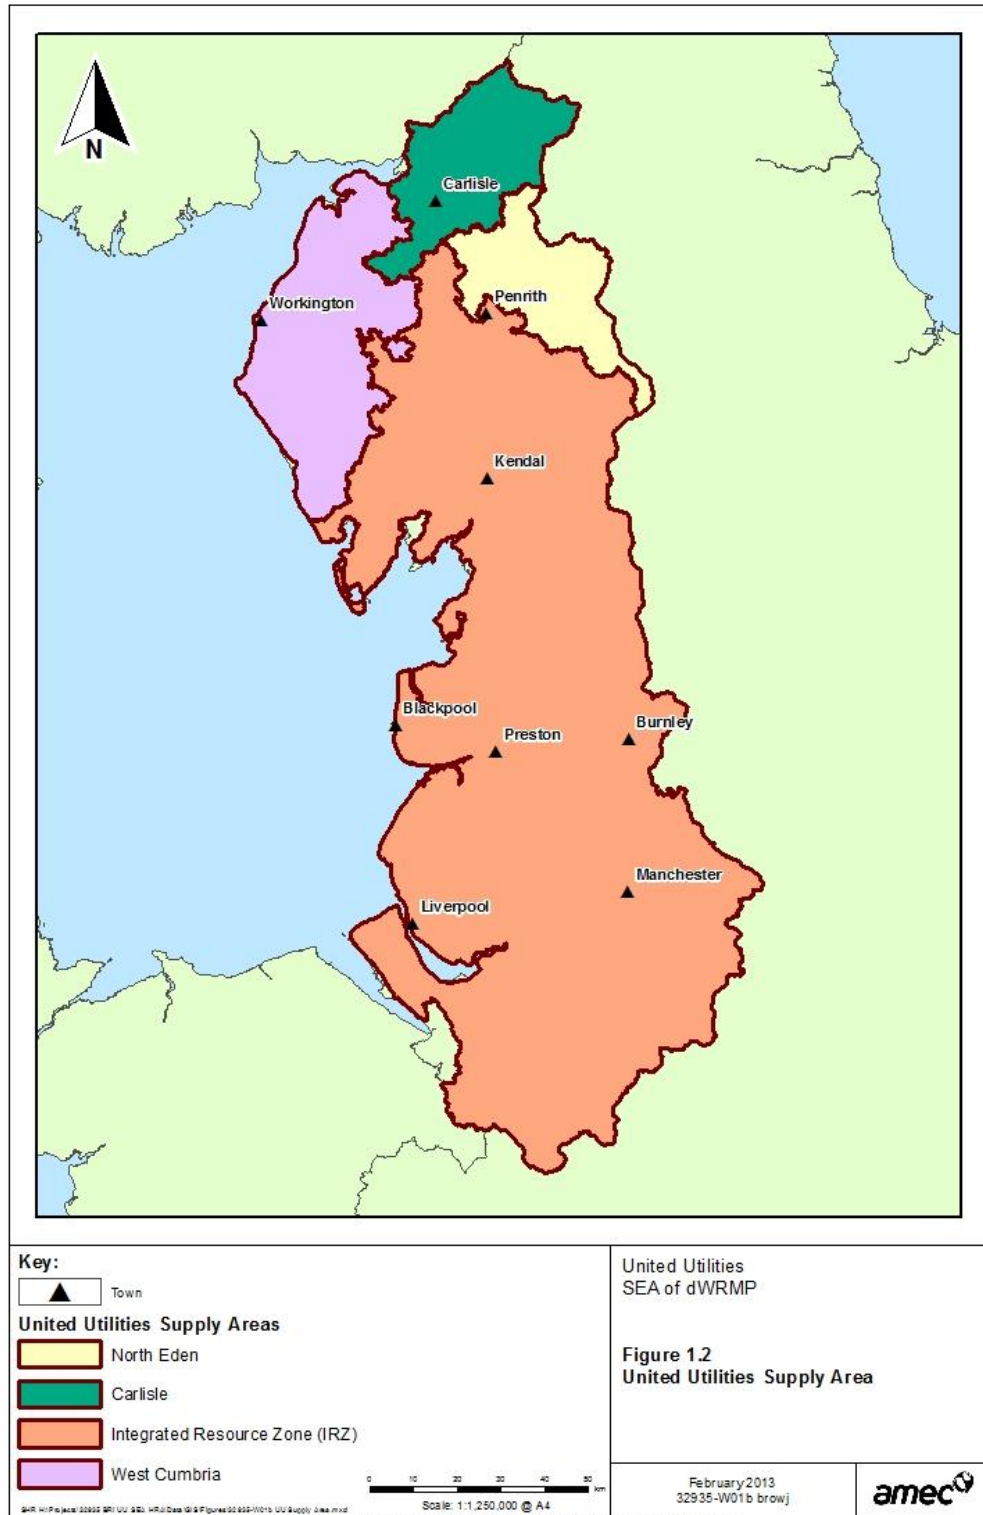 N
Carlisle
Workington
Penrith
Kendal
Blackpool
Preston
Burnley
Manchester
Liverpool
Key:
Town
United Utilities Supply Areas
North Eden
Carlisle
Integrated Resource Zone (IRZ)
West Cumbria
0 10 20 30 40 50
km
Scale: 1:1,250,000 @ A4
United Utilities
SEA of dWRMP
Figure 1.2
United Utilities Supply Area
February 2013
32935-W01b browj
amec